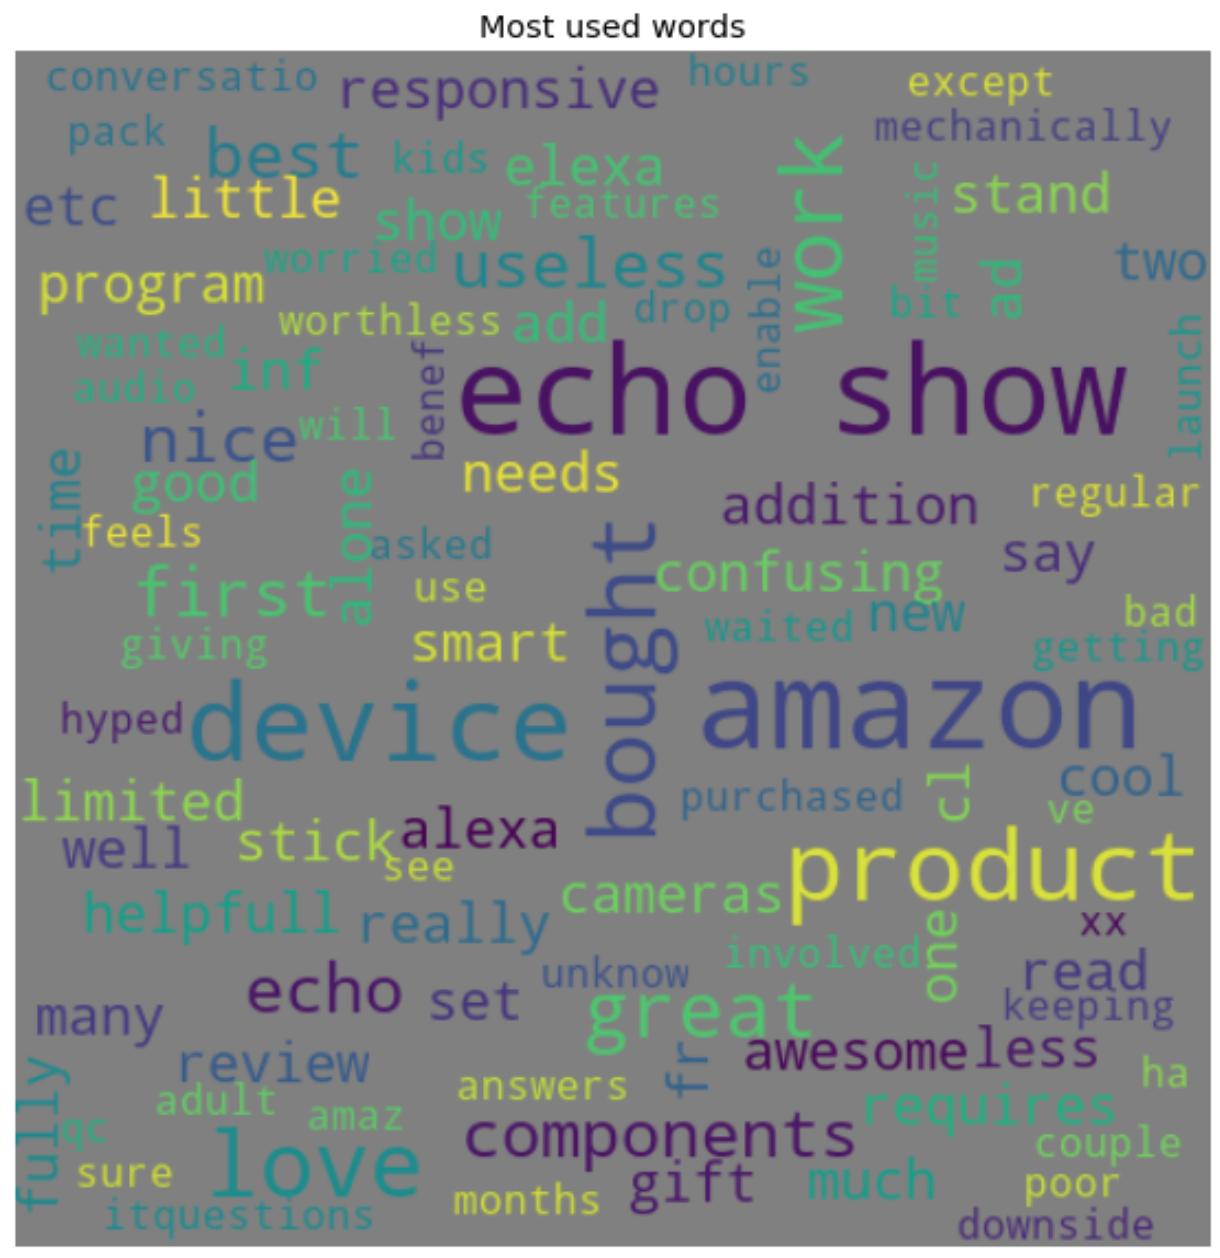 Most used words
conversatio
responsive
hours
except
pack
best
kids
elexa
work
mechanically
etc
little
show
features
music
stand
program
worried
useless
enable
ad
two
worthless
add
drop
bit
wanted
inf
audio
benef
echo show
launch
nice
will
time
good
needs
addition
regular
feels
alone
asked
bought
confusing
say
first
use
waited
new
bad
giving
smart
getting
hyped
device
amazon
limited
purchased
cl
cool
ve
well
stick
alexa
see
product
helpfull
really
cameras
one
xx
involved
echo
set
unknow
read
many
great
keeping
review
fr
awesome
less
fully
adult
amaz
answers
requires
ha
qc
love
components
couple
sure
gift
much
poor
itquestions
months
downside